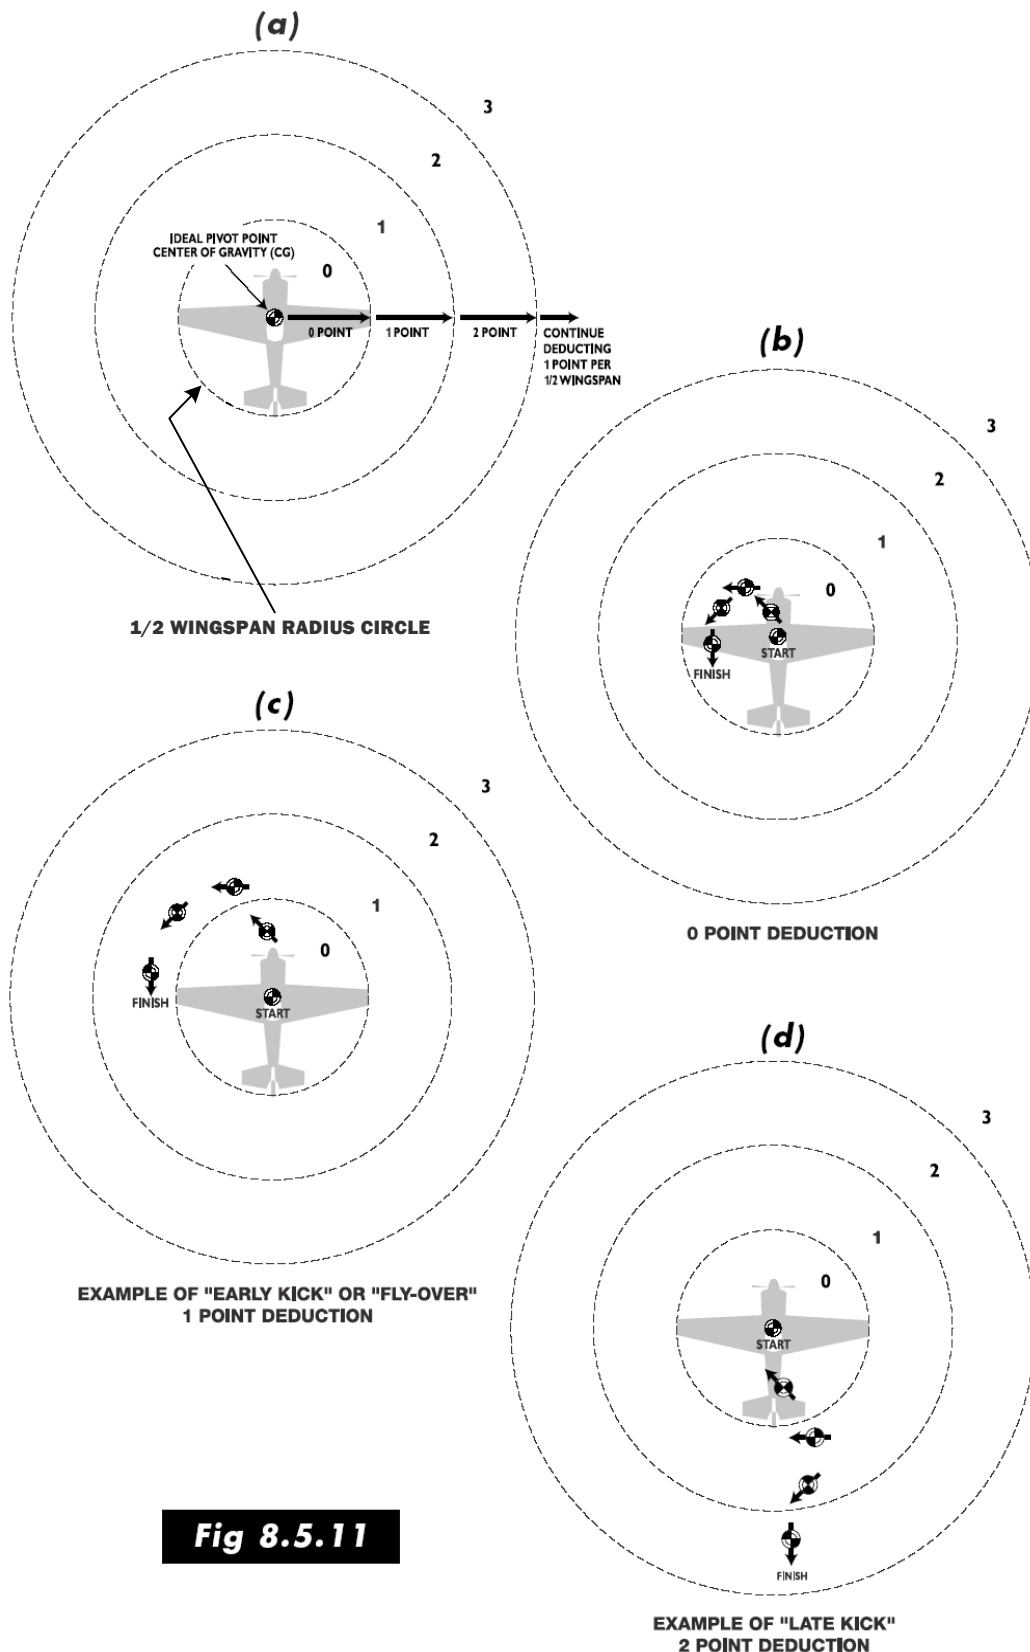 (a)
3
2
1
IDEAL PIVOT POINT
CENTER OF GRAVITY (CG)
0
0 POINT
1 POINT
2 POINT
CONTINUE
DEDUCTING
1 POINT PER
1/2 WINGSPAN
1/2 WINGSPAN RADIUS CIRCLE
(b)
3
2
1
0
START
FINISH
0 POINT DEDUCTION
(c)
3
2
1
0
FINISH
START
EXAMPLE OF "EARLY KICK" OR "FLY-OVER"
1 POINT DEDUCTION
(d)
3
2
1
0
START
FINISH
EXAMPLE OF "LATE KICK"
2 POINT DEDUCTION
Fig 8.5.11